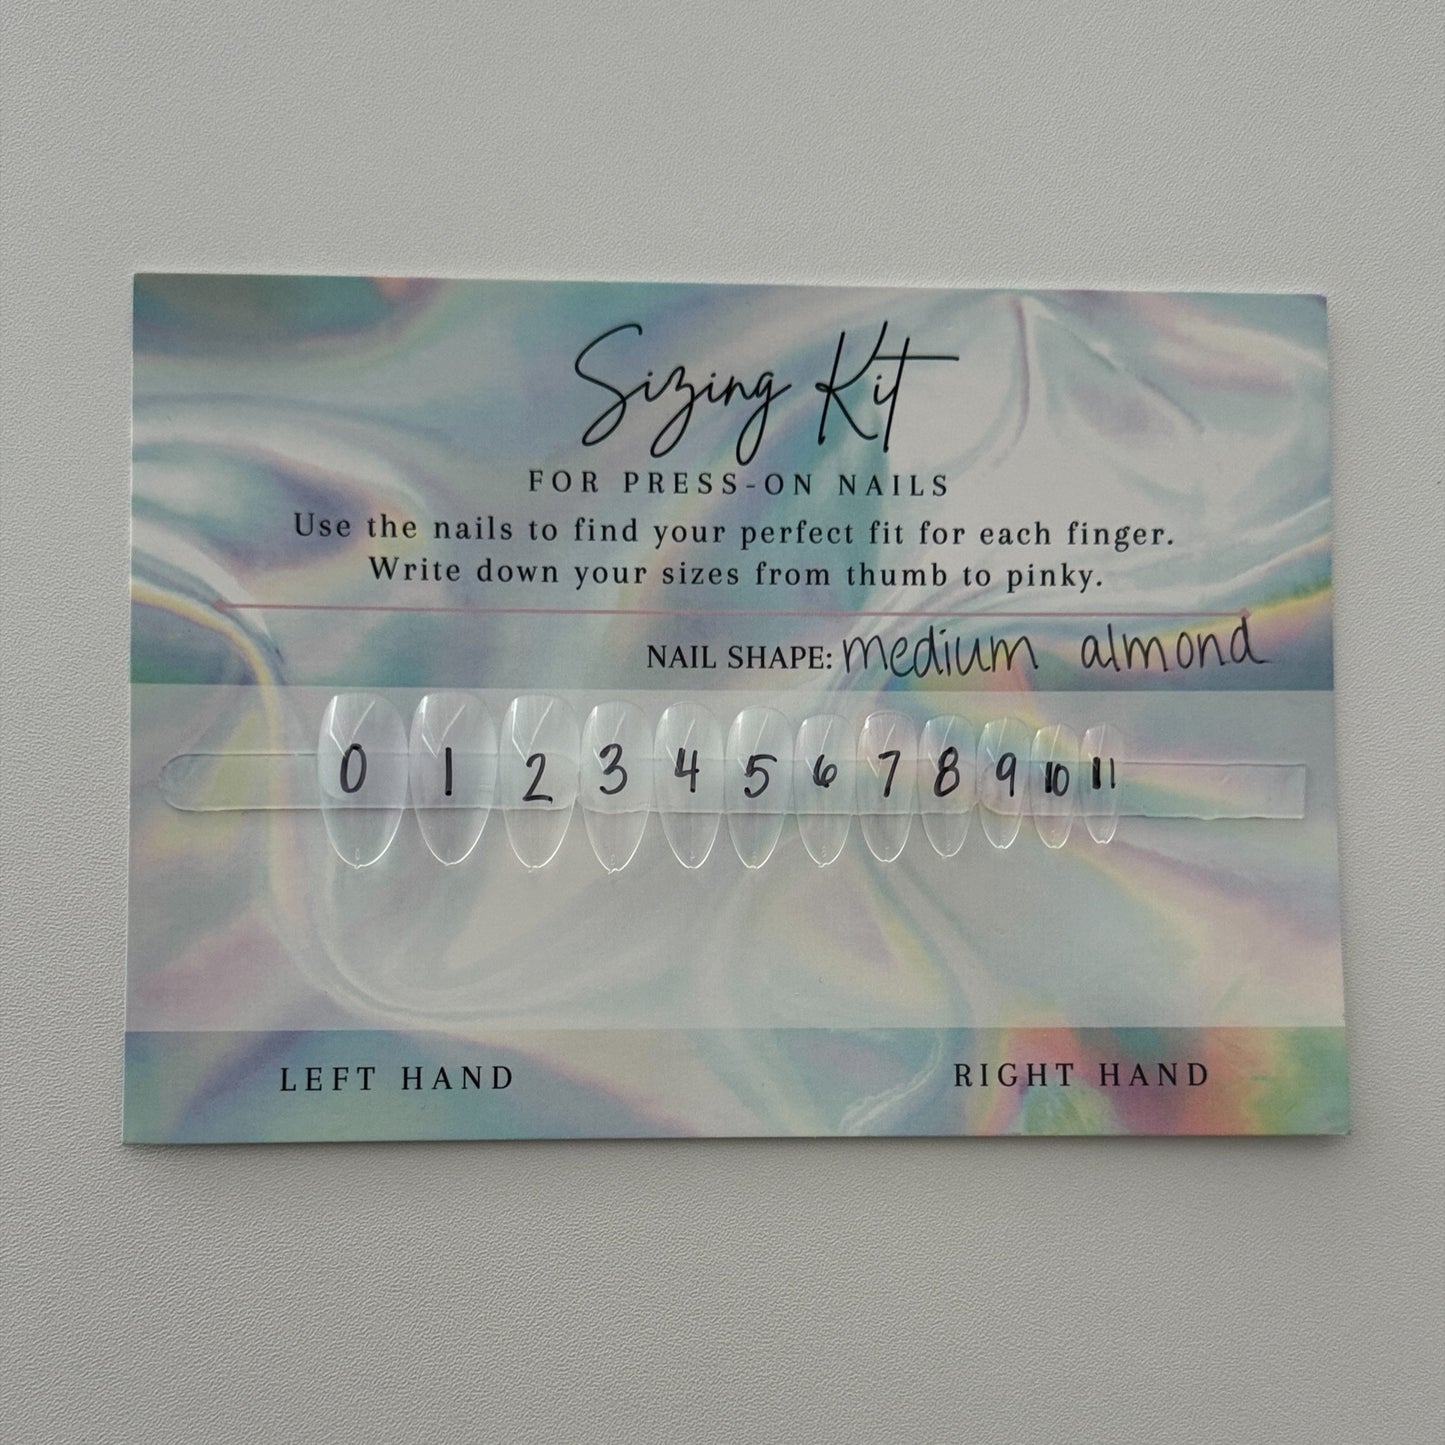 Sizing Kit
FOR PRESS-ON NAILS
Use the nails to find your perfect fit for each finger.
Write down your sizes from thumb to pinky.
NAIL SHAPE: medium almond
0 1 2 3 4 5 6 7 8 9 10 11
LEFT HAND RIGHT HAND